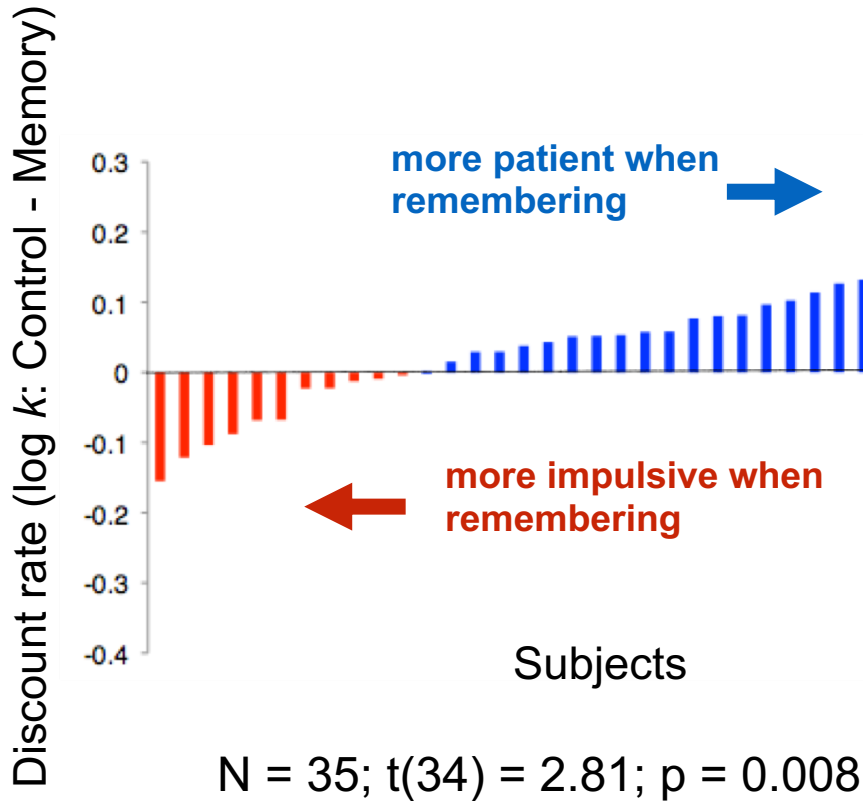 Discount rate (log k: Control - Memory)
0.3
0.2
0.1
0
-0.1
-0.2
-0.3
-0.4
more patient when
remembering
more impulsive when
remembering
Subjects
N = 35; t(34) = 2.81; p = 0.008